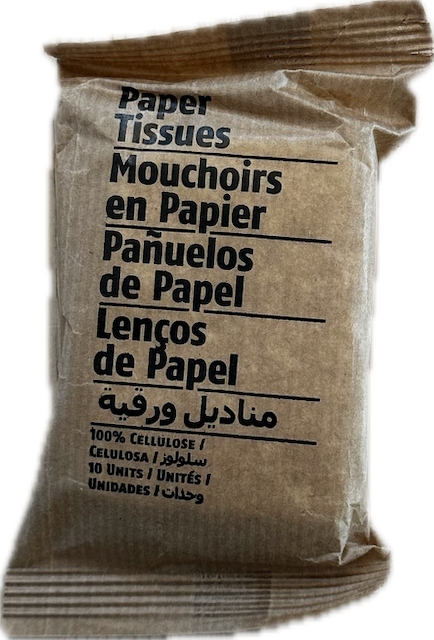 Paper
Tissues
Mouchoirs
en Papier
Pañuelos
de Papel
Lenços
de Papel
مناديل ورقية
100% Cellulose /
Celulosa / سلولوز
10 Units / Unités /
Unidades / وحدات